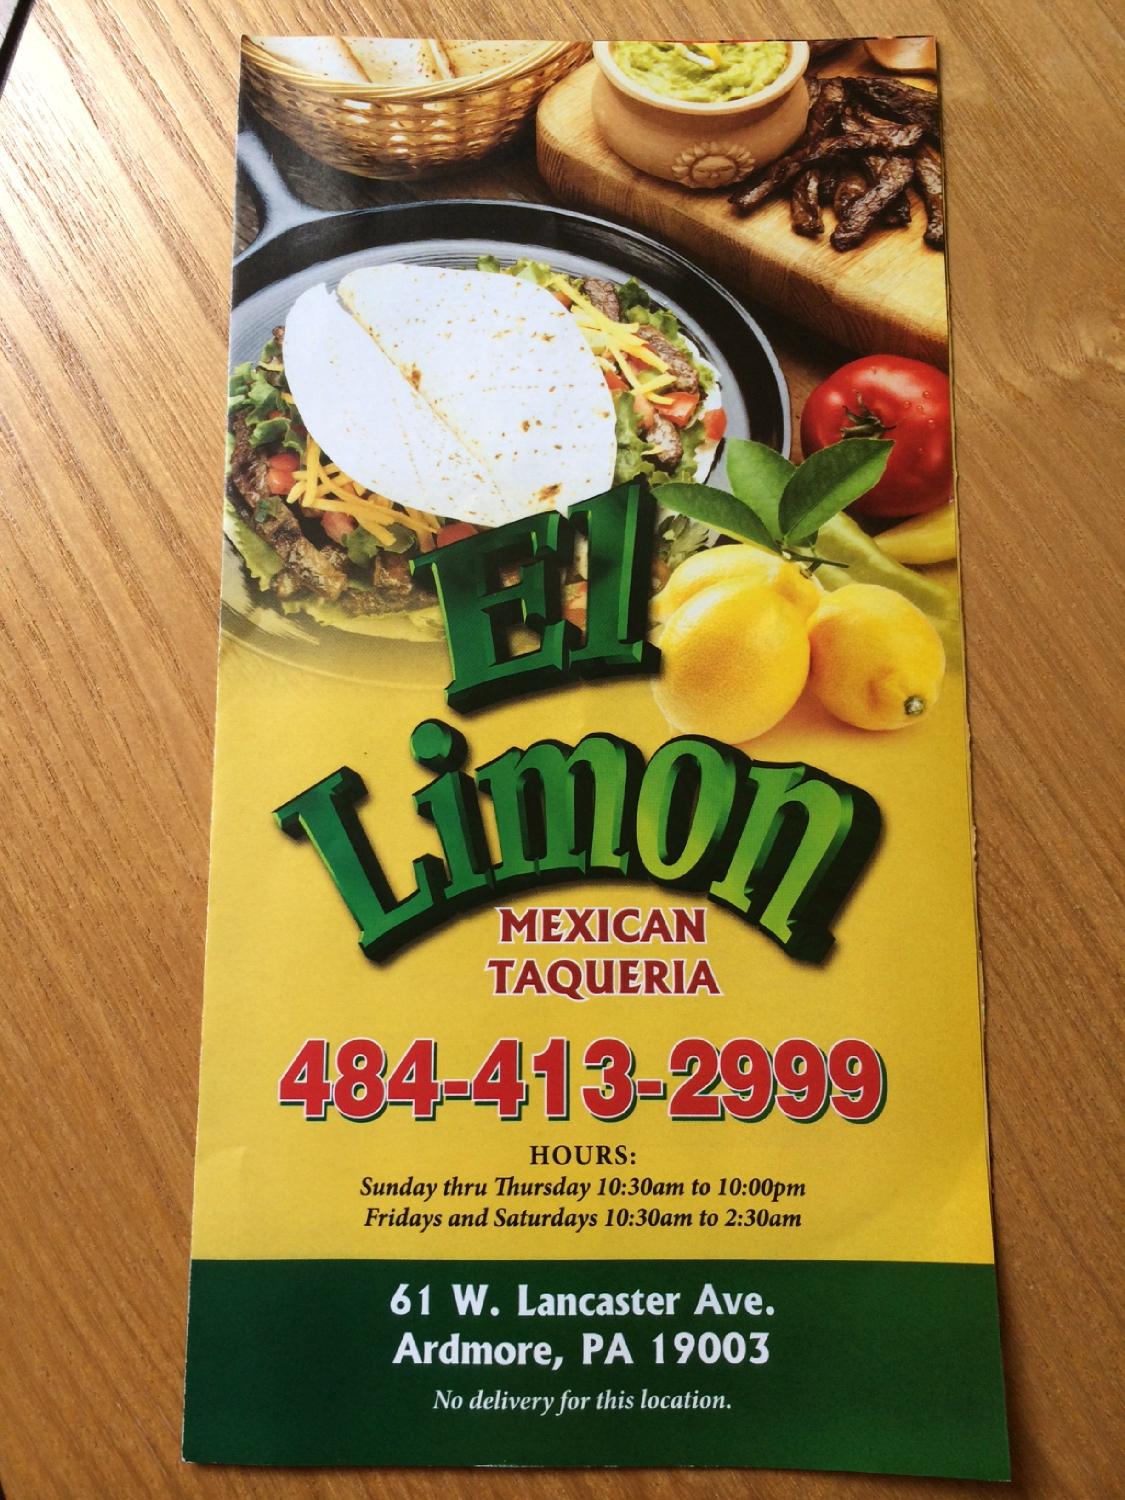 El
Limon
MEXICAN
TAQUERIA
484-413-2999
HOURS:
Sunday thru Thursday 10:30am to 10:00pm
Fridays and Saturdays 10:30am to 2:30am
61 W. Lancaster Ave.
Ardmore, PA 19003
No delivery for this location.